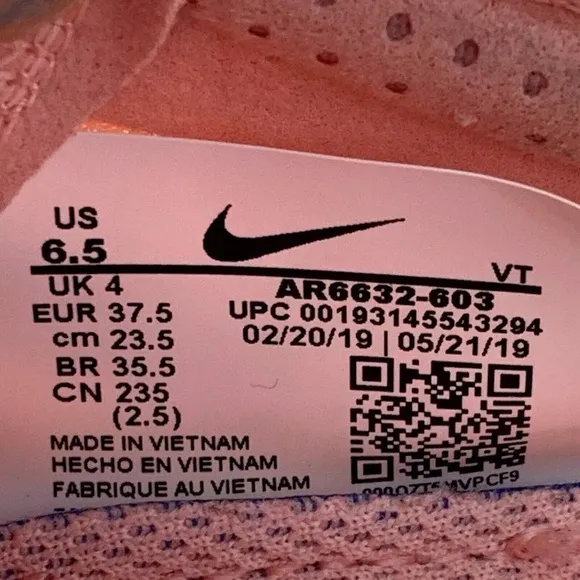 US
6.5
VT
UK 4
EUR 37.5
cm 23.5
BR 35.5
CN 235
(2.5)
AR6632-603
UPC 00193145543294
02/20/19 | 05/21/19
MADE IN VIETNAM
HECHO EN VIETNAM
FABRIQUE AU VIETNAM